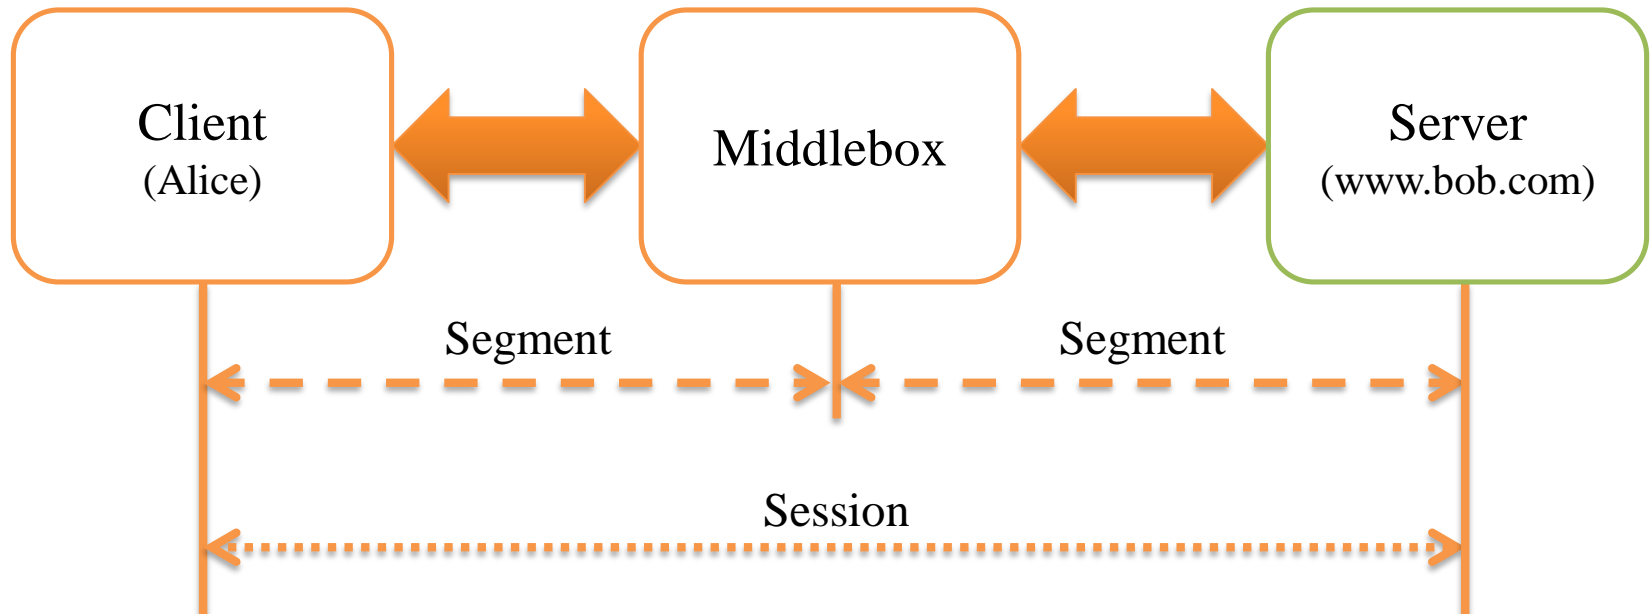 Client
(Alice)
Middlebox
Server
(www.bob.com)
Segment
Segment
Session